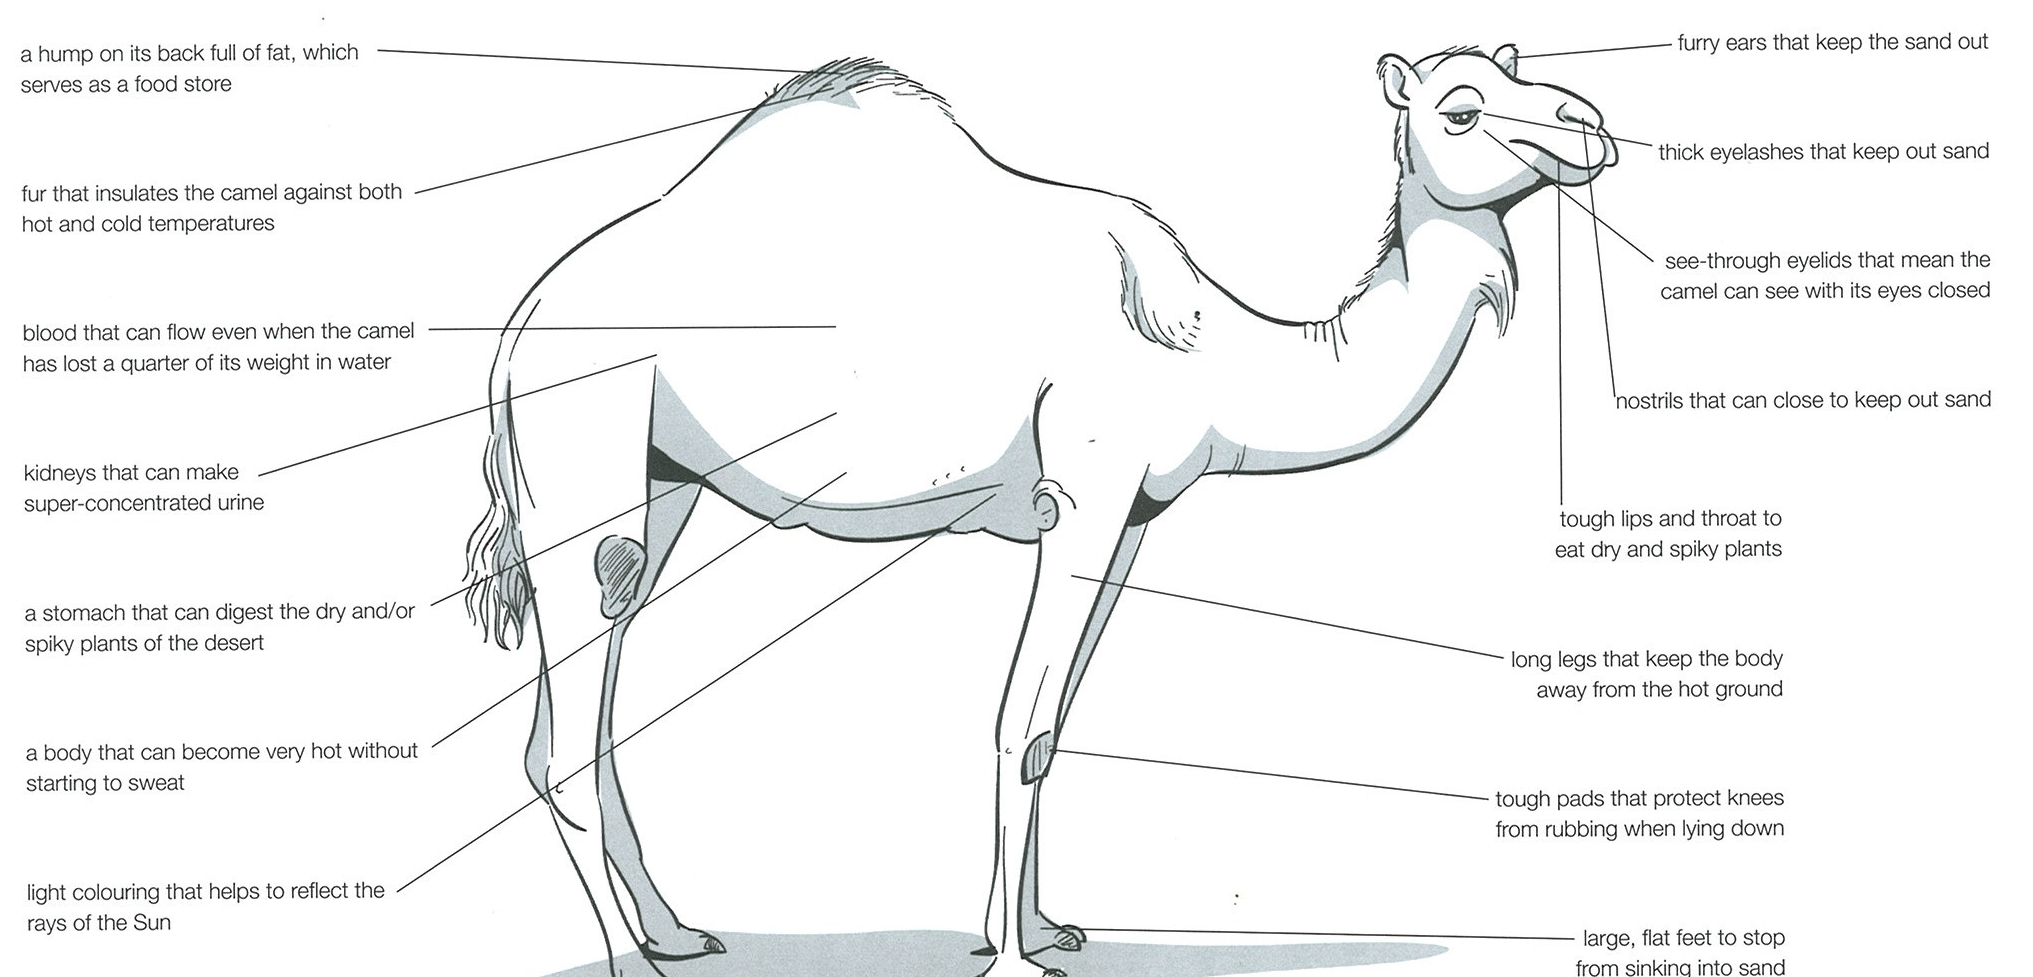 a hump on its back full of fat, which
serves as a food store
fur that insulates the camel against both
hot and cold temperatures
blood that can flow even when the camel
has lost a quarter of its weight in water
kidneys that can make
super-concentrated urine
a stomach that can digest the dry and/or
spiky plants of the desert
a body that can become very hot without
starting to sweat
light colouring that helps to reflect the
rays of the Sun
furry ears that keep the sand out
thick eyelashes that keep out sand
see-through eyelids that mean the
camel can see with its eyes closed
nostrils that can close to keep out sand
tough lips and throat to
eat dry and spiky plants
long legs that keep the body
away from the hot ground
tough pads that protect knees
from rubbing when lying down
large, flat feet to stop
from sinking into sand